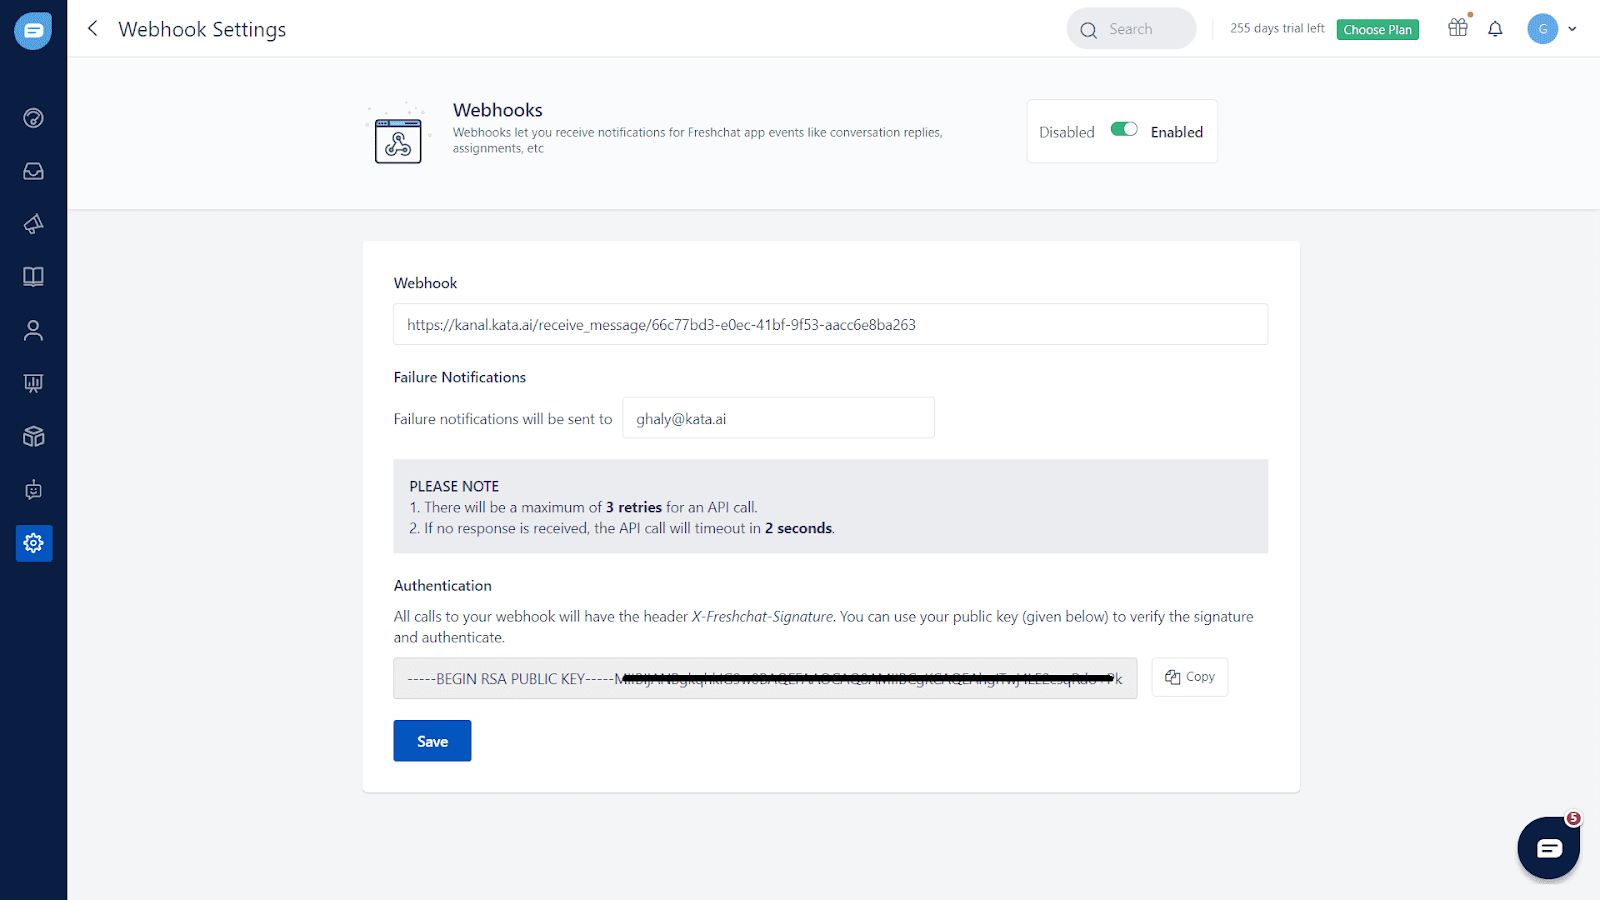 Webhook Settings
Search
255 days trial left
Choose Plan
G
Webhooks
Webhooks let you receive notifications for Freshchat app events like conversation replies,
assignments, etc
Disabled
Enabled
Webhook
https://kanal.kata.ai/receive_message/66c77bd3-e0ec-41bf-9f53-aacc6e8ba263
Failure Notifications
Failure notifications will be sent to
ghaly@kata.ai
PLEASE NOTE
1. There will be a maximum of 3 retries for an API call.
2. If no response is received, the API call will timeout in 2 seconds.
Authentication
All calls to your webhook will have the header X-Freshchat-Signature. You can use your public key (given below) to verify the signature
and authenticate.
-----BEGIN RSA PUBLIC KEY-----
Copy
Save
5